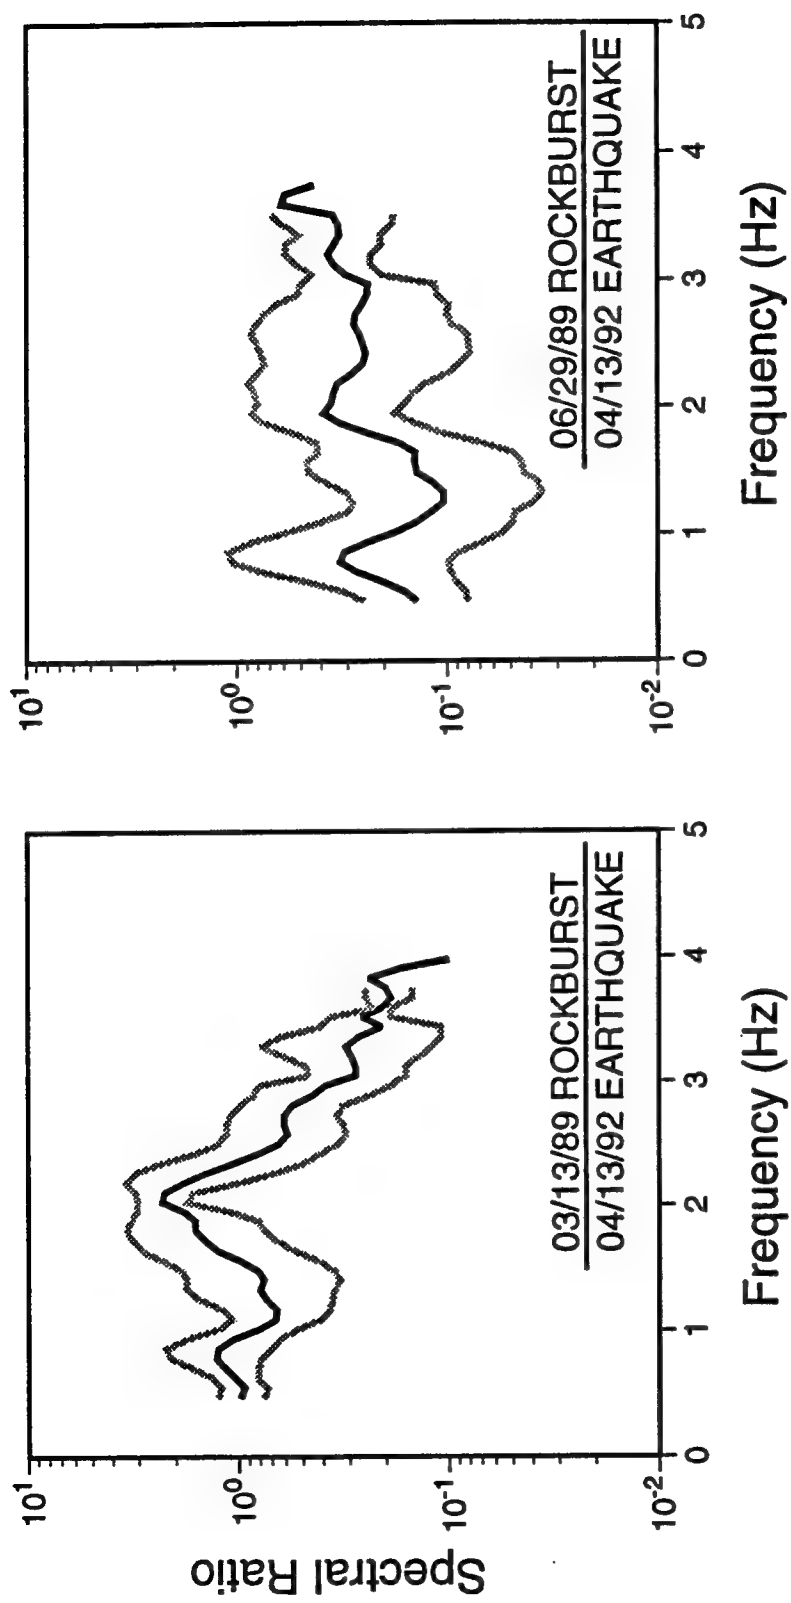 Spectral Ratio
10¹
10⁰
10⁻¹
10⁻²
0 1 2 3 4 5
Frequency (Hz)
03/13/89 ROCKBURST
04/13/92 EARTHQUAKE
10¹
10⁰
10⁻¹
10⁻²
0 1 2 3 4 5
Frequency (Hz)
06/29/89 ROCKBURST
04/13/92 EARTHQUAKE